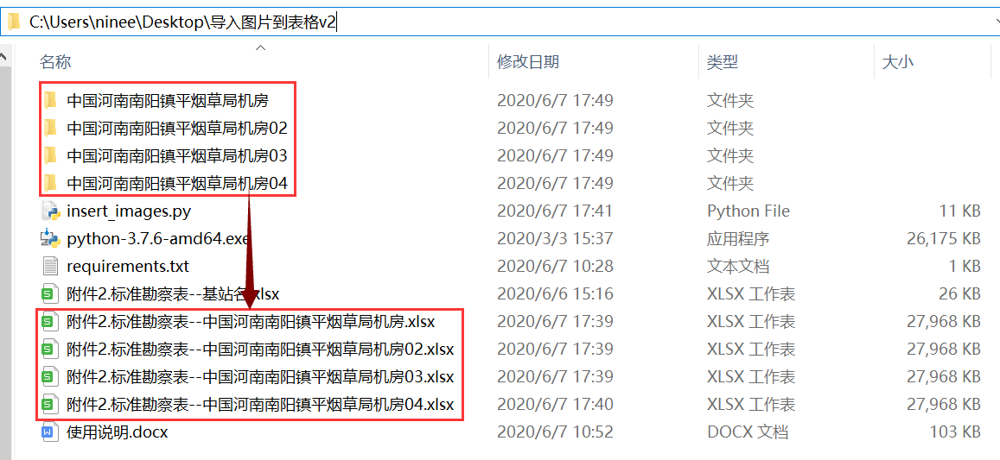 C:\Users\ninee\Desktop\导入图片到表格v2
名称 修改日期 类型 大小
中国河南南阳镇平烟草局机房 2020/6/7 17:49 文件夹
中国河南南阳镇平烟草局机房02 2020/6/7 17:49 文件夹
中国河南南阳镇平烟草局机房03 2020/6/7 17:49 文件夹
中国河南南阳镇平烟草局机房04 2020/6/7 17:49 文件夹
insert_images.py 2020/6/7 17:41 Python File 11 KB
python-3.7.6-amd64.exe 2020/3/3 15:37 应用程序 26,175 KB
requirements.txt 2020/6/7 10:28 文本文档 1 KB
附件2.标准勘察表--基站名.xlsx 2020/6/6 15:16 XLSX 工作表 26 KB
附件2.标准勘察表--中国河南南阳镇平烟草局机房.xlsx 2020/6/7 17:39 XLSX 工作表 27,968 KB
附件2.标准勘察表--中国河南南阳镇平烟草局机房02.xlsx 2020/6/7 17:39 XLSX 工作表 27,968 KB
附件2.标准勘察表--中国河南南阳镇平烟草局机房03.xlsx 2020/6/7 17:39 XLSX 工作表 27,968 KB
附件2.标准勘察表--中国河南南阳镇平烟草局机房04.xlsx 2020/6/7 17:40 XLSX 工作表 27,968 KB
使用说明.docx 2020/6/7 10:52 DOCX 文档 103 KB